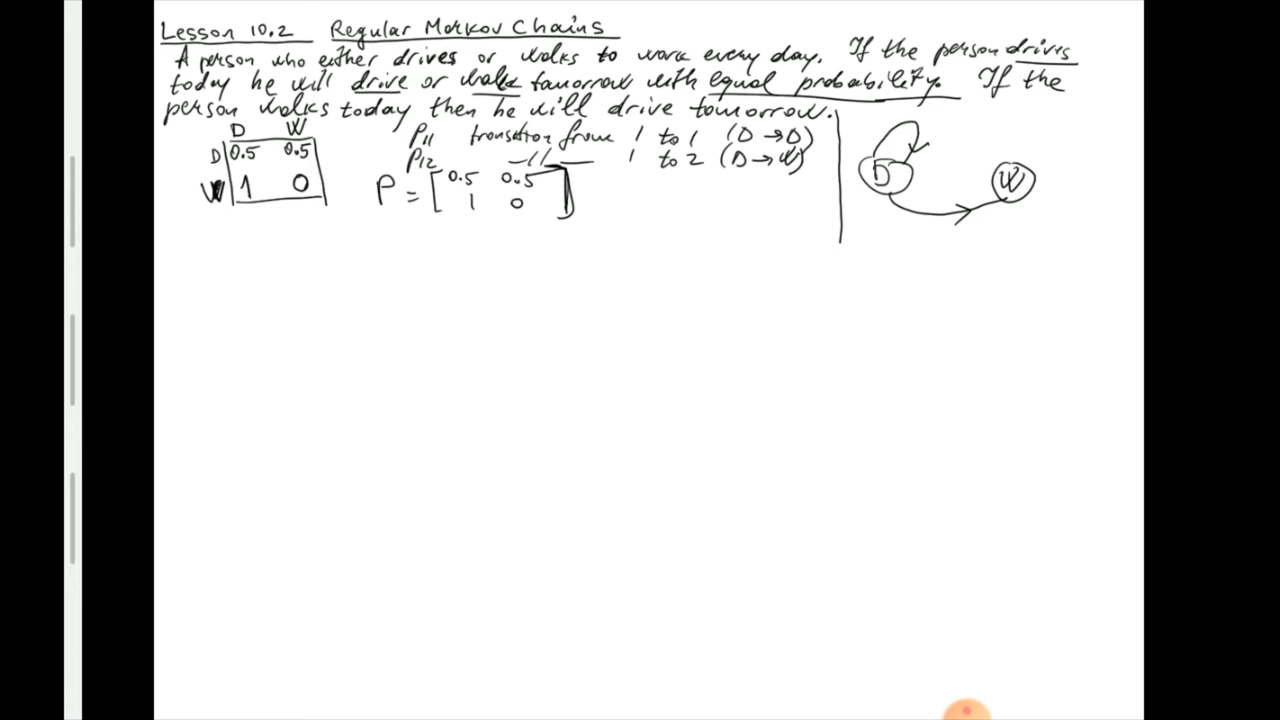 Lesson 10.2 Regular Markov Chains
A person who either drives or walks to work every day. If the person drives
today he will drive or walk tomorrow with equal probability. If the
person walks today then he will drive tomorrow.
D W
D 0.5 0.5
W 1 0
P11 transition from 1 to 1 (D → D)
P12 —//— 1 to 2 (D → W)
P = [ 0.5 0.5
1 0 ]
D W